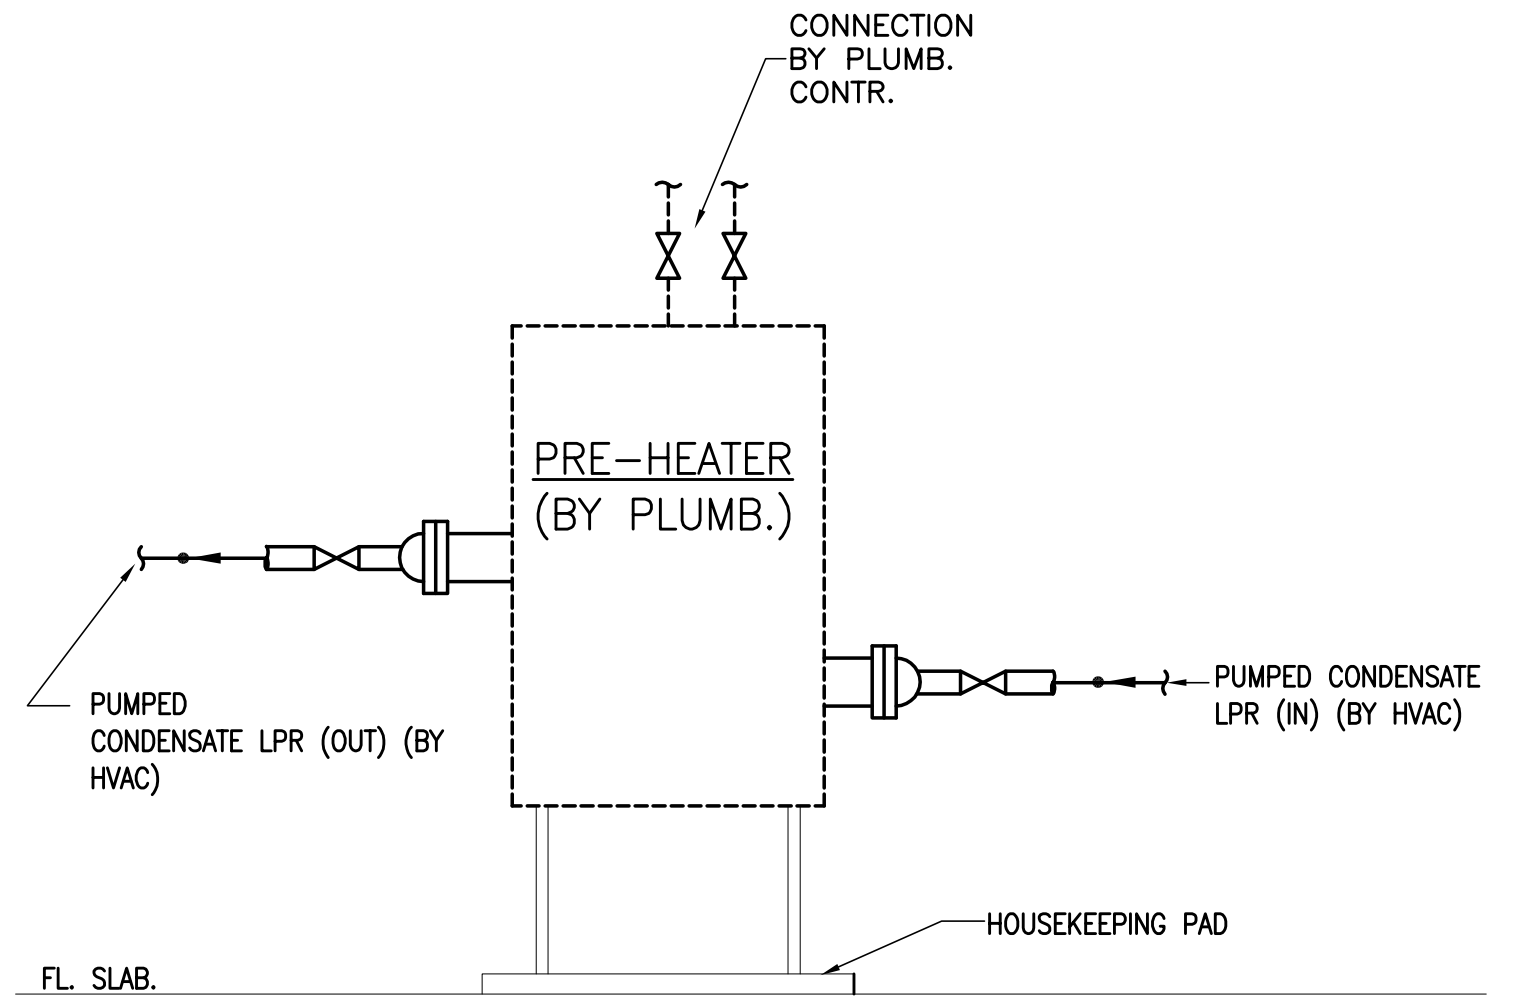 CONNECTION
BY PLUMB.
CONTR.
PRE-HEATER
(BY PLUMB.)
PUMPED
CONDENSATE LPR (OUT) (BY
HVAC)
PUMPED CONDENSATE
LPR (IN) (BY HVAC)
HOUSEKEEPING PAD
FL. SLAB.